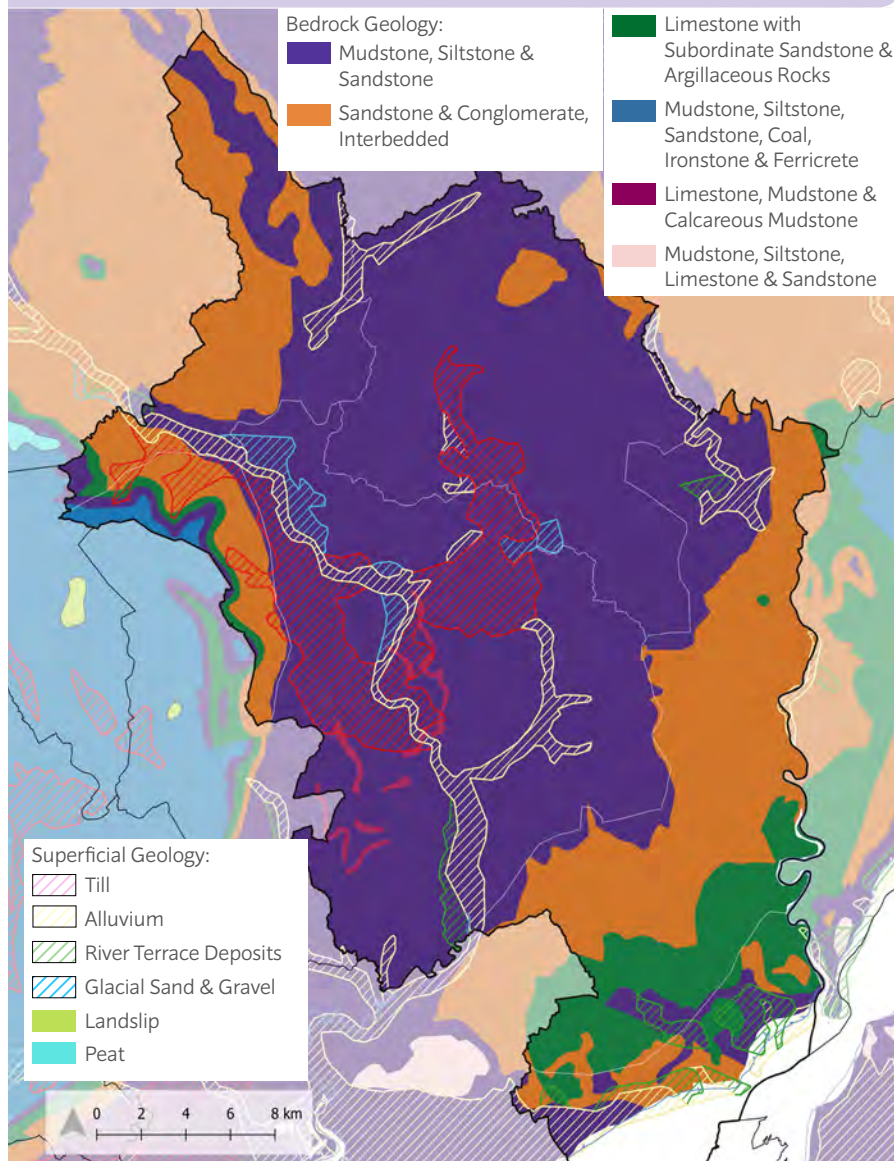 Bedrock Geology:
Mudstone, Siltstone &
Sandstone
Sandstone & Conglomerate,
Interbedded
Limestone with
Subordinate Sandstone &
Argillaceous Rocks
Mudstone, Siltstone,
Sandstone, Coal,
Ironstone & Ferricrete
Limestone, Mudstone &
Calcareous Mudstone
Mudstone, Siltstone,
Limestone & Sandstone
Superficial Geology:
Till
Alluvium
River Terrace Deposits
Glacial Sand & Gravel
Landslip
Peat
0 2 4 6 8 km